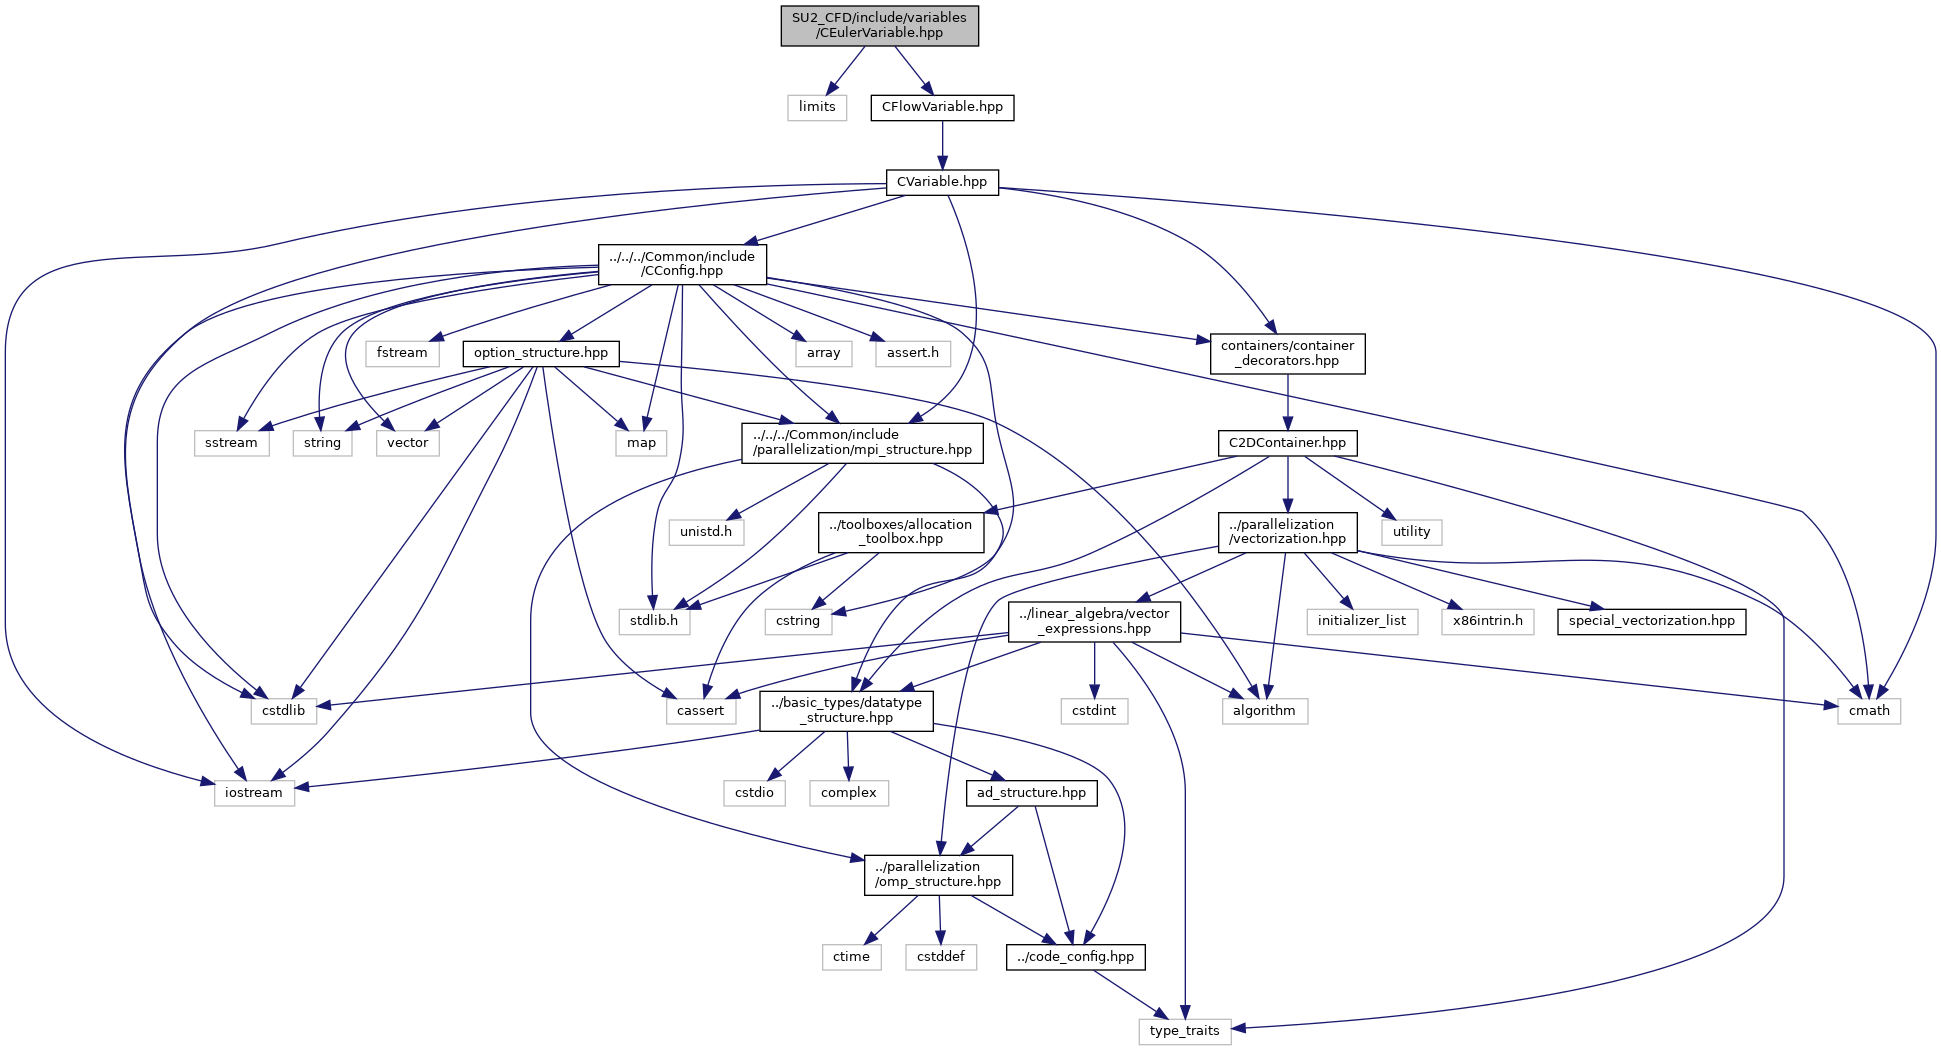 SU2_CFD/include/variables
/CEulerVariable.hpp
limits
CFlowVariable.hpp
CVariable.hpp
../../../Common/include
/CConfig.hpp
fstream
option_structure.hpp
array
assert.h
containers/container
_decorators.hpp
sstream
string
vector
map
../../../Common/include
/parallelization/mpi_structure.hpp
C2DContainer.hpp
unistd.h
../toolboxes/allocation
_toolbox.hpp
../parallelization
/vectorization.hpp
utility
stdlib.h
cstring
../linear_algebra/vector
_expressions.hpp
initializer_list
x86intrin.h
special_vectorization.hpp
cstdlib
cassert
../basic_types/datatype
_structure.hpp
cstdint
algorithm
cmath
iostream
cstdio
complex
ad_structure.hpp
../parallelization
/omp_structure.hpp
ctime
cstddef
../code_config.hpp
type_traits